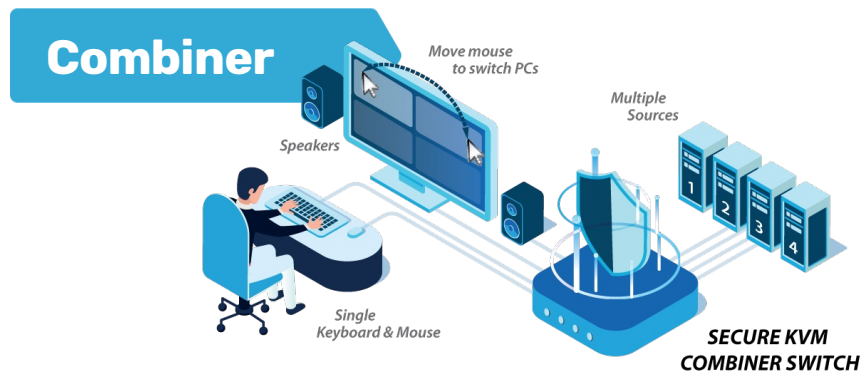 Combiner
Move mouse
to switch PCs
Multiple
Sources
Speakers
1
2
3
4
Single
Keyboard & Mouse
SECURE KVM
COMBINER SWITCH